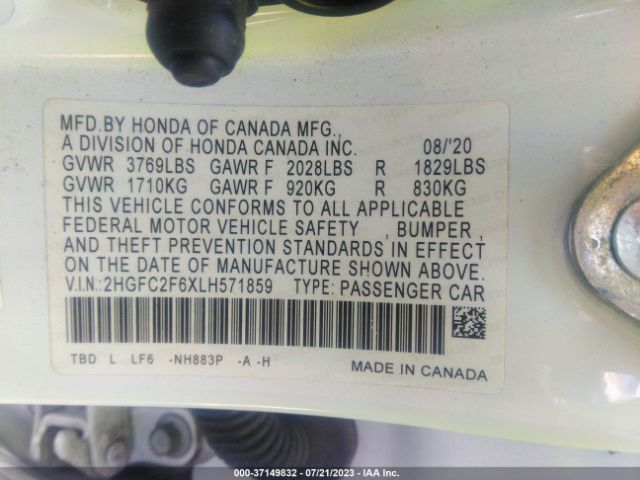 MFD.BY HONDA OF CANADA MFG.,
A DIVISION OF HONDA CANADA INC. 08/'20
GVWR 3769LBS GAWR F 2028LBS R 1829LBS
GVWR 1710KG GAWR F 920KG R 830KG
THIS VEHICLE CONFORMS TO ALL APPLICABLE
FEDERAL MOTOR VEHICLE SAFETY , BUMPER ,
AND THEFT PREVENTION STANDARDS IN EFFECT
ON THE DATE OF MANUFACTURE SHOWN ABOVE.
V.I.N.:2HGFC2F6XLH571859 TYPE: PASSENGER CAR
TBD L LF6 -NH883P -A -H MADE IN CANADA
000-37149832 / 07/21/2023 - IAA Inc.